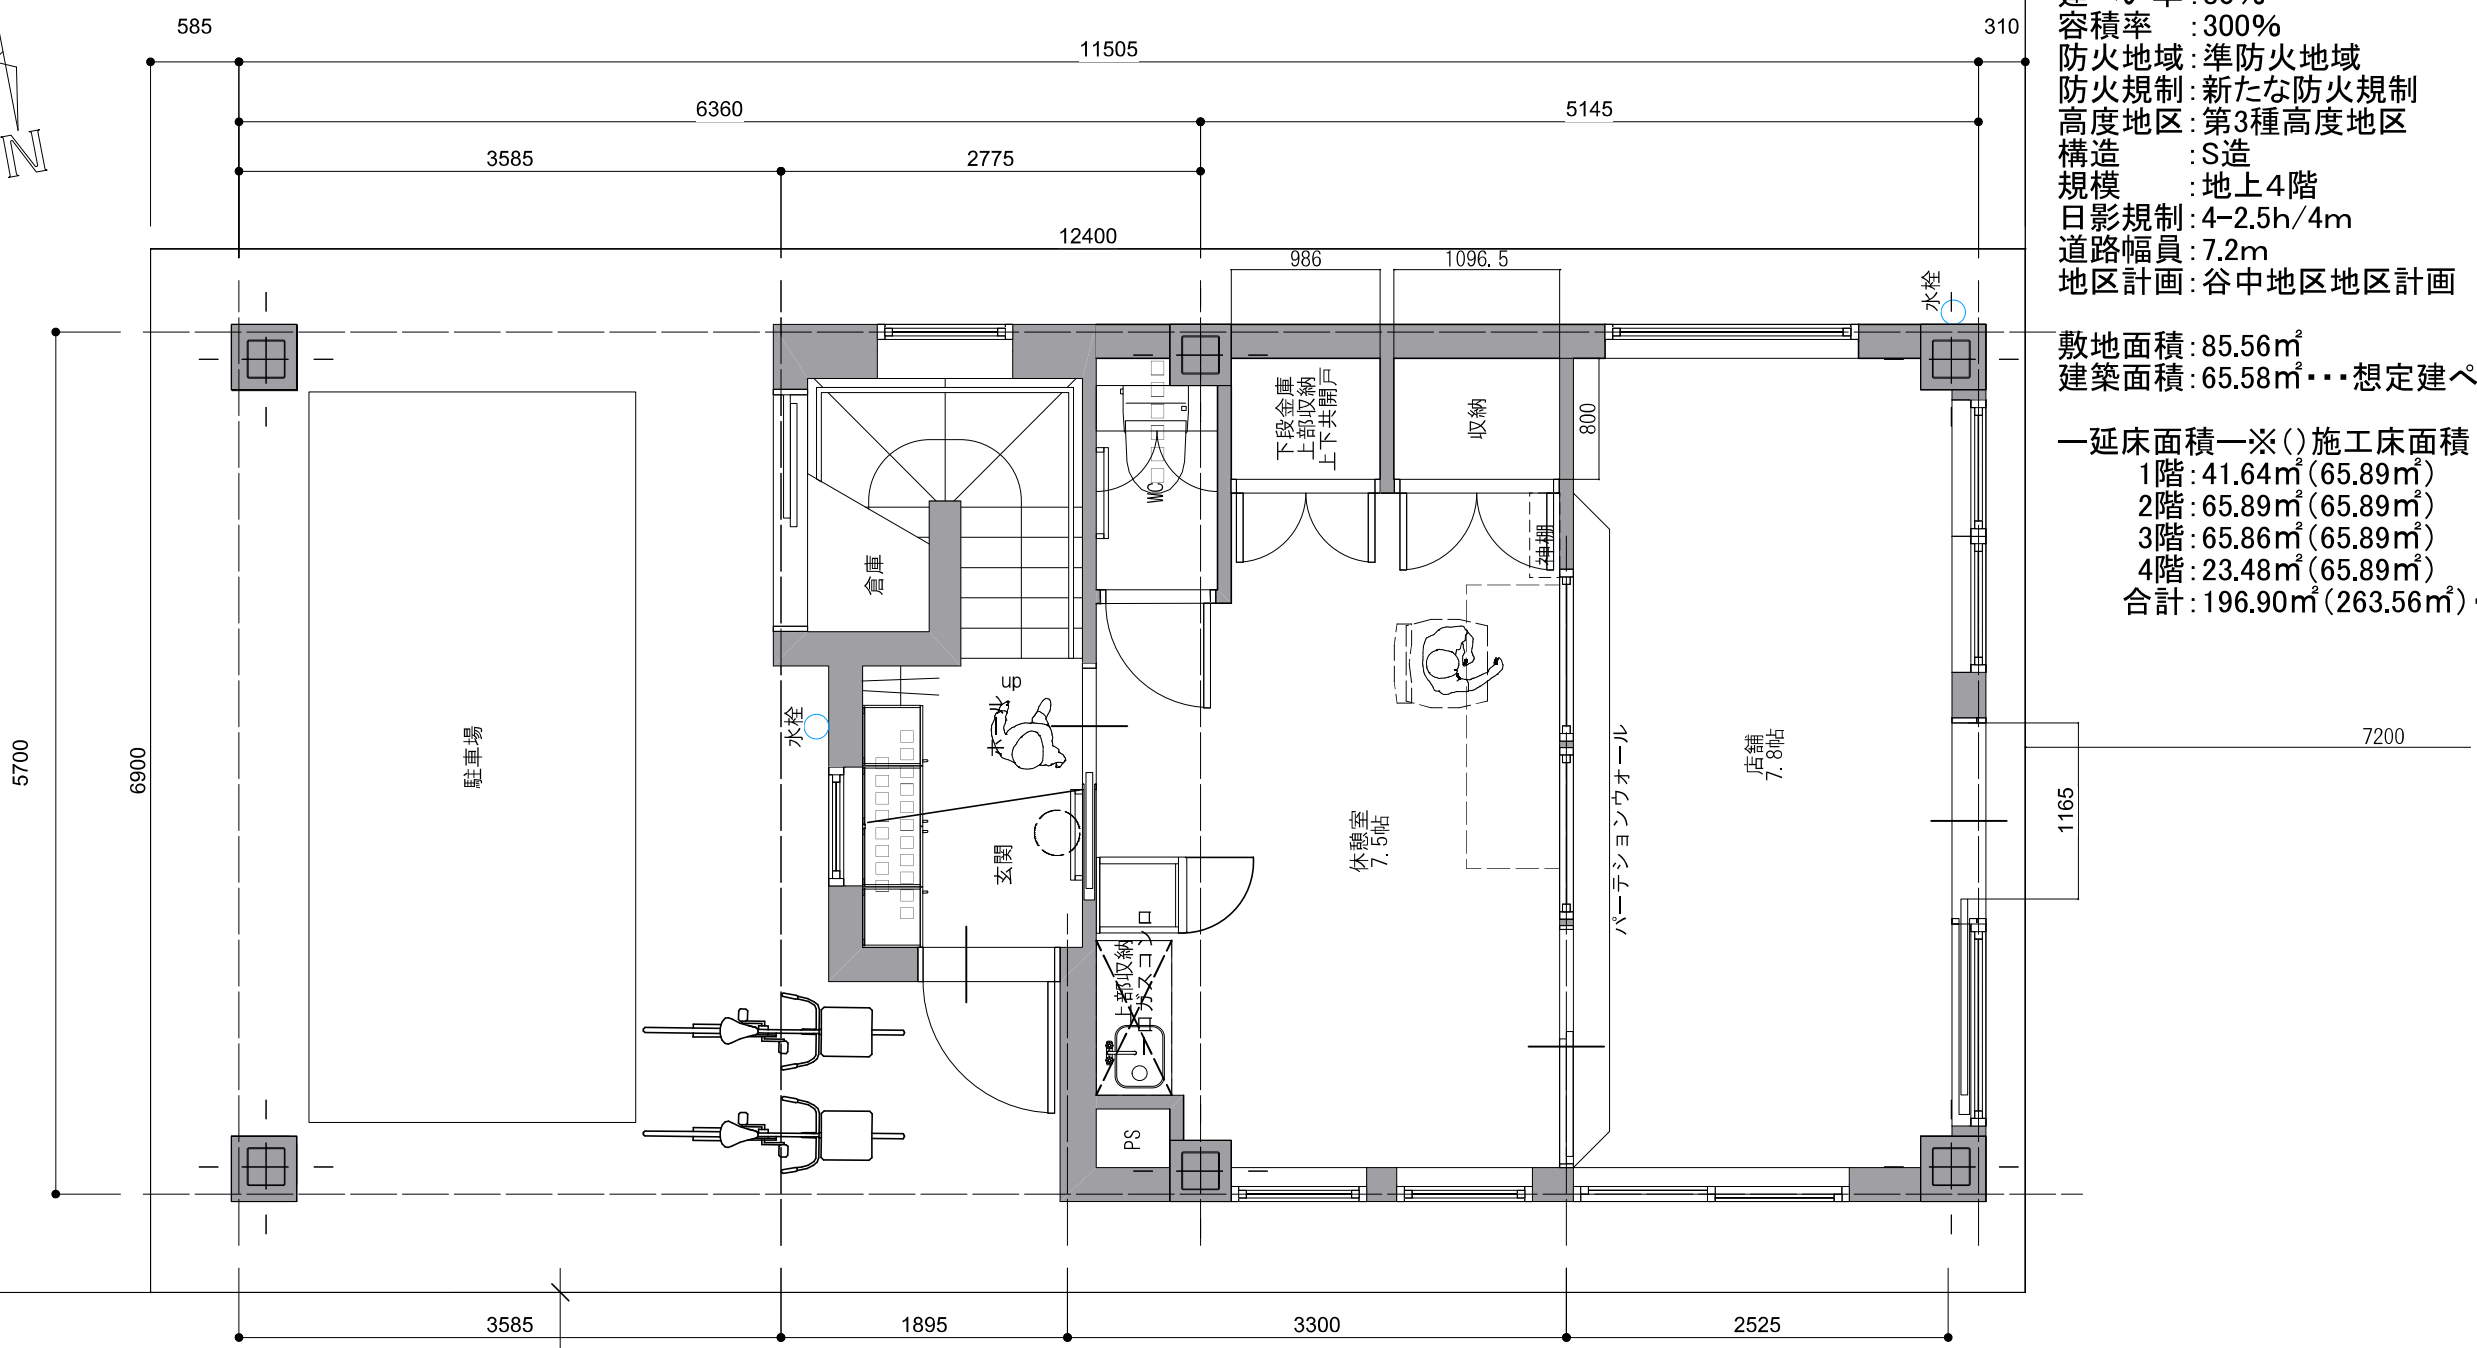 585
11505
310
6360
5145
3585
2775
12400
986
1096.5
N
容積率 :300%
防火地域:準防火地域
防火規制:新たな防火規制
高度地区:第3種高度地区
構造 :S造
規模 :地上4階
日影規制:4-2.5h/4m
道路幅員:7.2m
地区計画:谷中地区地区計画
敷地面積:85.56㎡
建築面積:65.58㎡・・・想定建ペ
―延床面積―※()施工床面積
1階:41.64㎡(65.89㎡)
2階:65.89㎡(65.89㎡)
3階:65.86㎡(65.89㎡)
4階:23.48㎡(65.89㎡)
合計:196.90㎡(263.56㎡)
水栓
下段金庫
上部収納
上下共開戸
収納
800
WC
神棚
倉庫
up
ホール
水栓
駐車場
5700
6900
玄関
休憩室
7.5帖
パーテションウォール
店舗
7.8帖
7200
1165
上部収納
一口ガスコンロ
PS
3585
1895
3300
2525